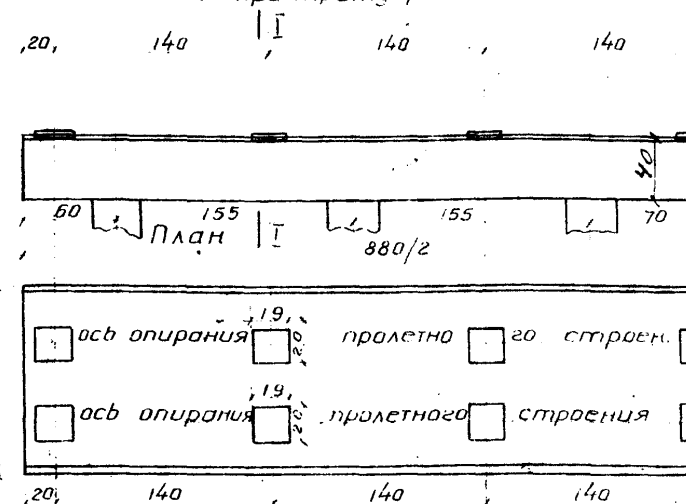 I
20 140 140 140
40
60 155 155 70
План I 880/2
19
ось опирания 20 пролетно го строен.
19
ось опирания 20 пролетного строения
20 140 140 140